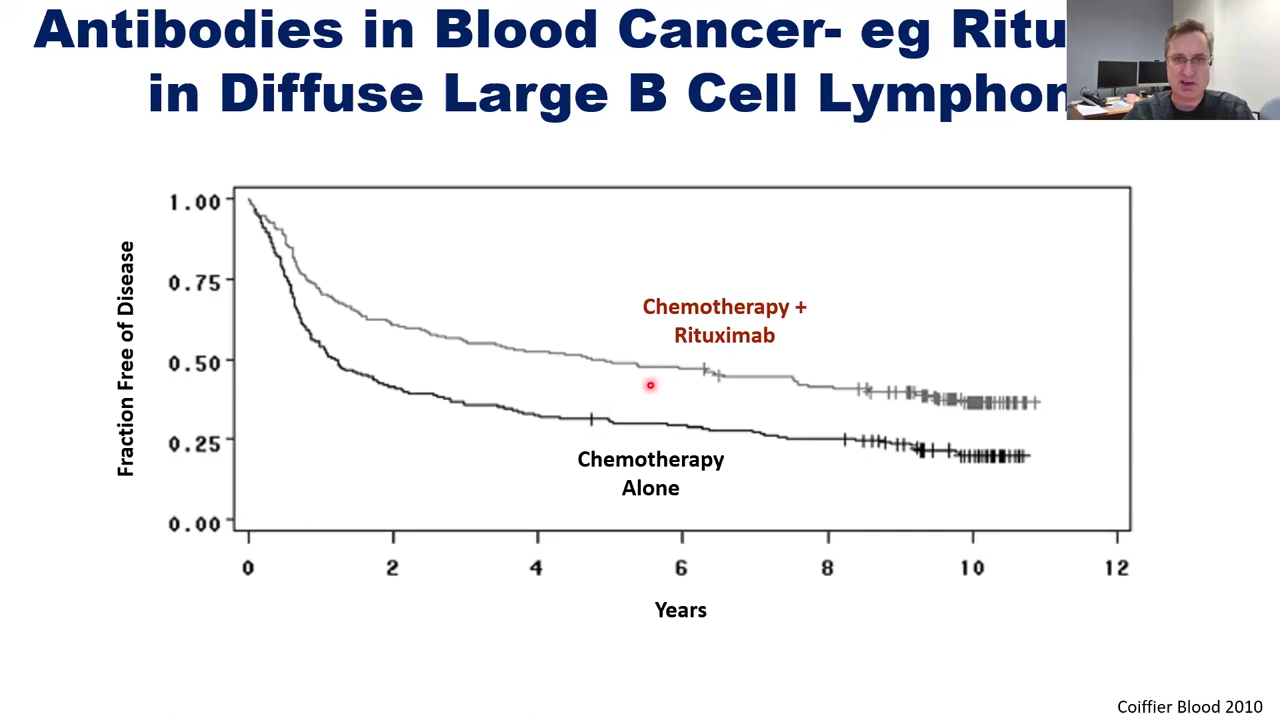 Antibodies in Blood Cancer- eg Ritu
in Diffuse Large B Cell Lymphom
1.00
0.75
0.50
0.25
0.00
Fraction Free of Disease
Chemotherapy +
Rituximab
Chemotherapy
Alone
0 2 4 6 8 10 12
Years
Coiffier Blood 2010